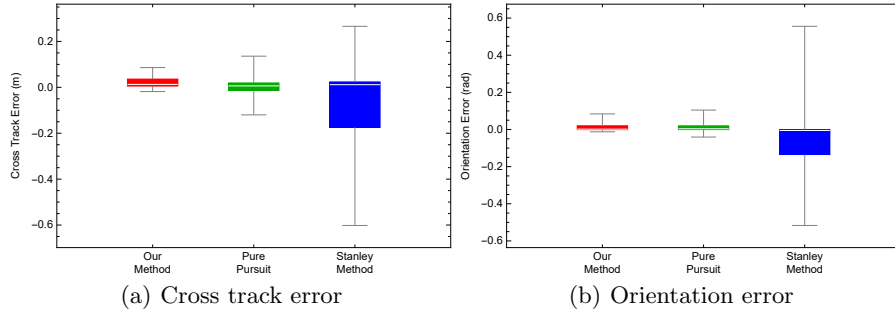 Cross Track Error (m)
0.2
0.0
−0.2
−0.4
−0.6
Our
Method
Pure
Pursuit
Stanley
Method
(a) Cross track error
Orientation Error (rad)
0.6
0.4
0.2
0.0
−0.2
−0.4
−0.6
Our
Method
Pure
Pursuit
Stanley
Method
(b) Orientation error